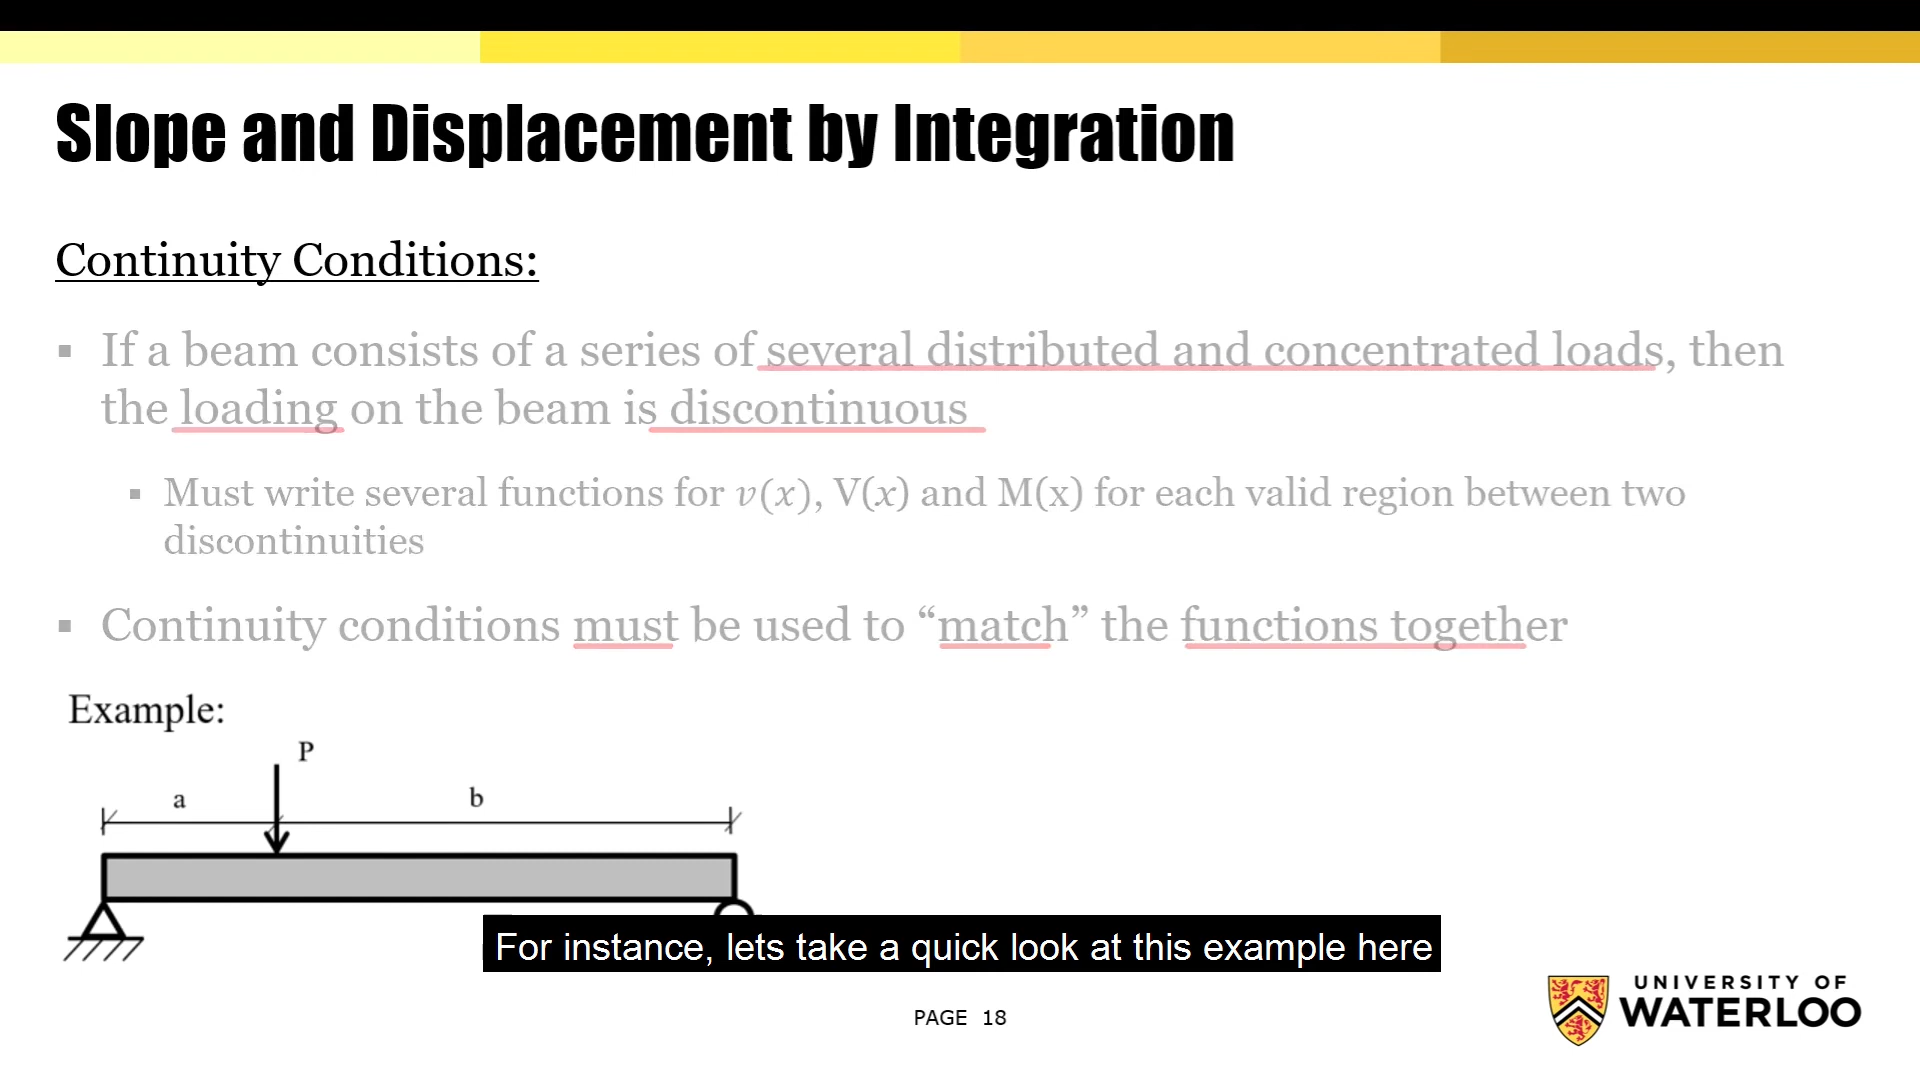 Slope and Displacement by Integration
Continuity Conditions:
▪ If a beam consists of a series of several distributed and concentrated loads, then
the loading on the beam is discontinuous
▪ Must write several functions for v(x), V(x) and M(x) for each valid region between two
discontinuities
▪ Continuity conditions must be used to “match” the functions together
Example:
P
a
b
For instance, lets take a quick look at this example here
PAGE 18
UNIVERSITY OF
WATERLOO